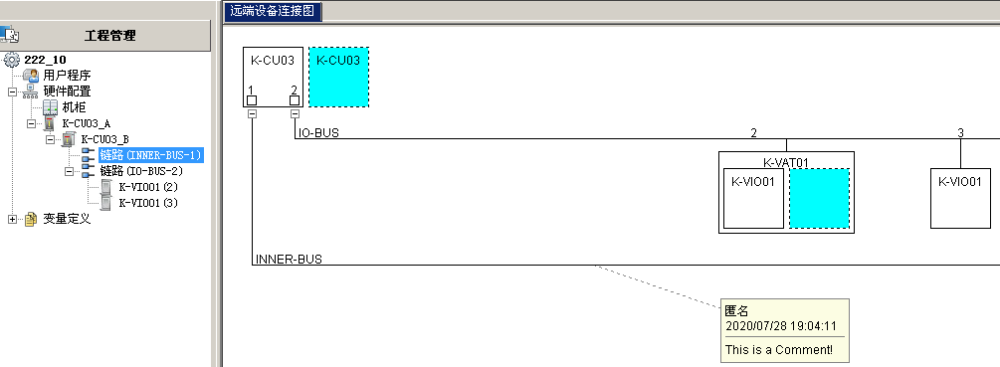 远端设备连接图
工程管理
222_10
用户程序
硬件配置
机柜
K-CU03_A
K-CU03_B
链路(INNER-BUS-1)
链路(IO-BUS-2)
K-VIO01(2)
K-VIO01(3)
变量定义
K-CU03
K-CU03
1
2
IO-BUS
2
3
K-VAT01
K-VIO01
K-VIO01
INNER-BUS
匿名
2020/07/28 19:04:11
This is a Comment!